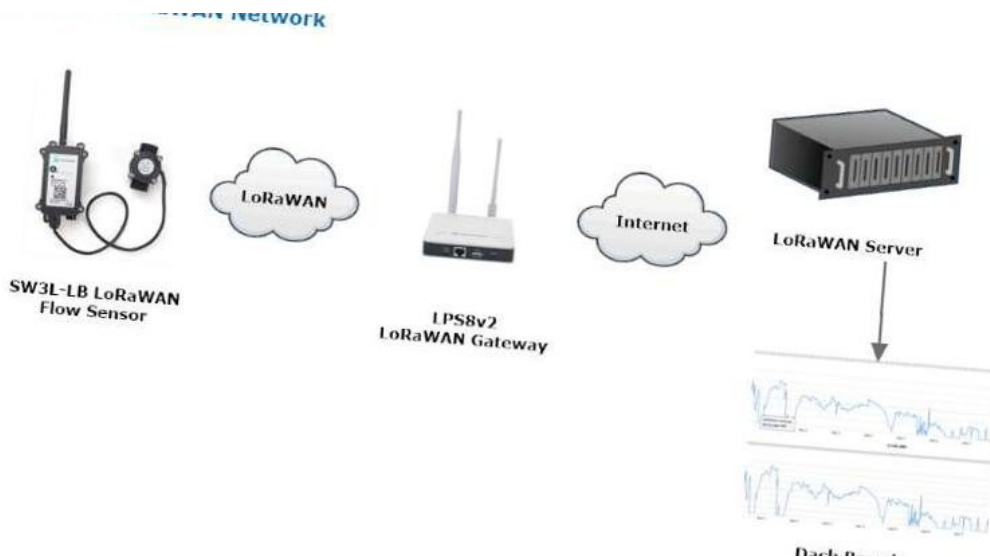 Network
LoRaWAN
Internet
LoRaWAN Server
SW3L-LB LoRaWAN
Flow Sensor
LPS8v2
LoRaWAN Gateway